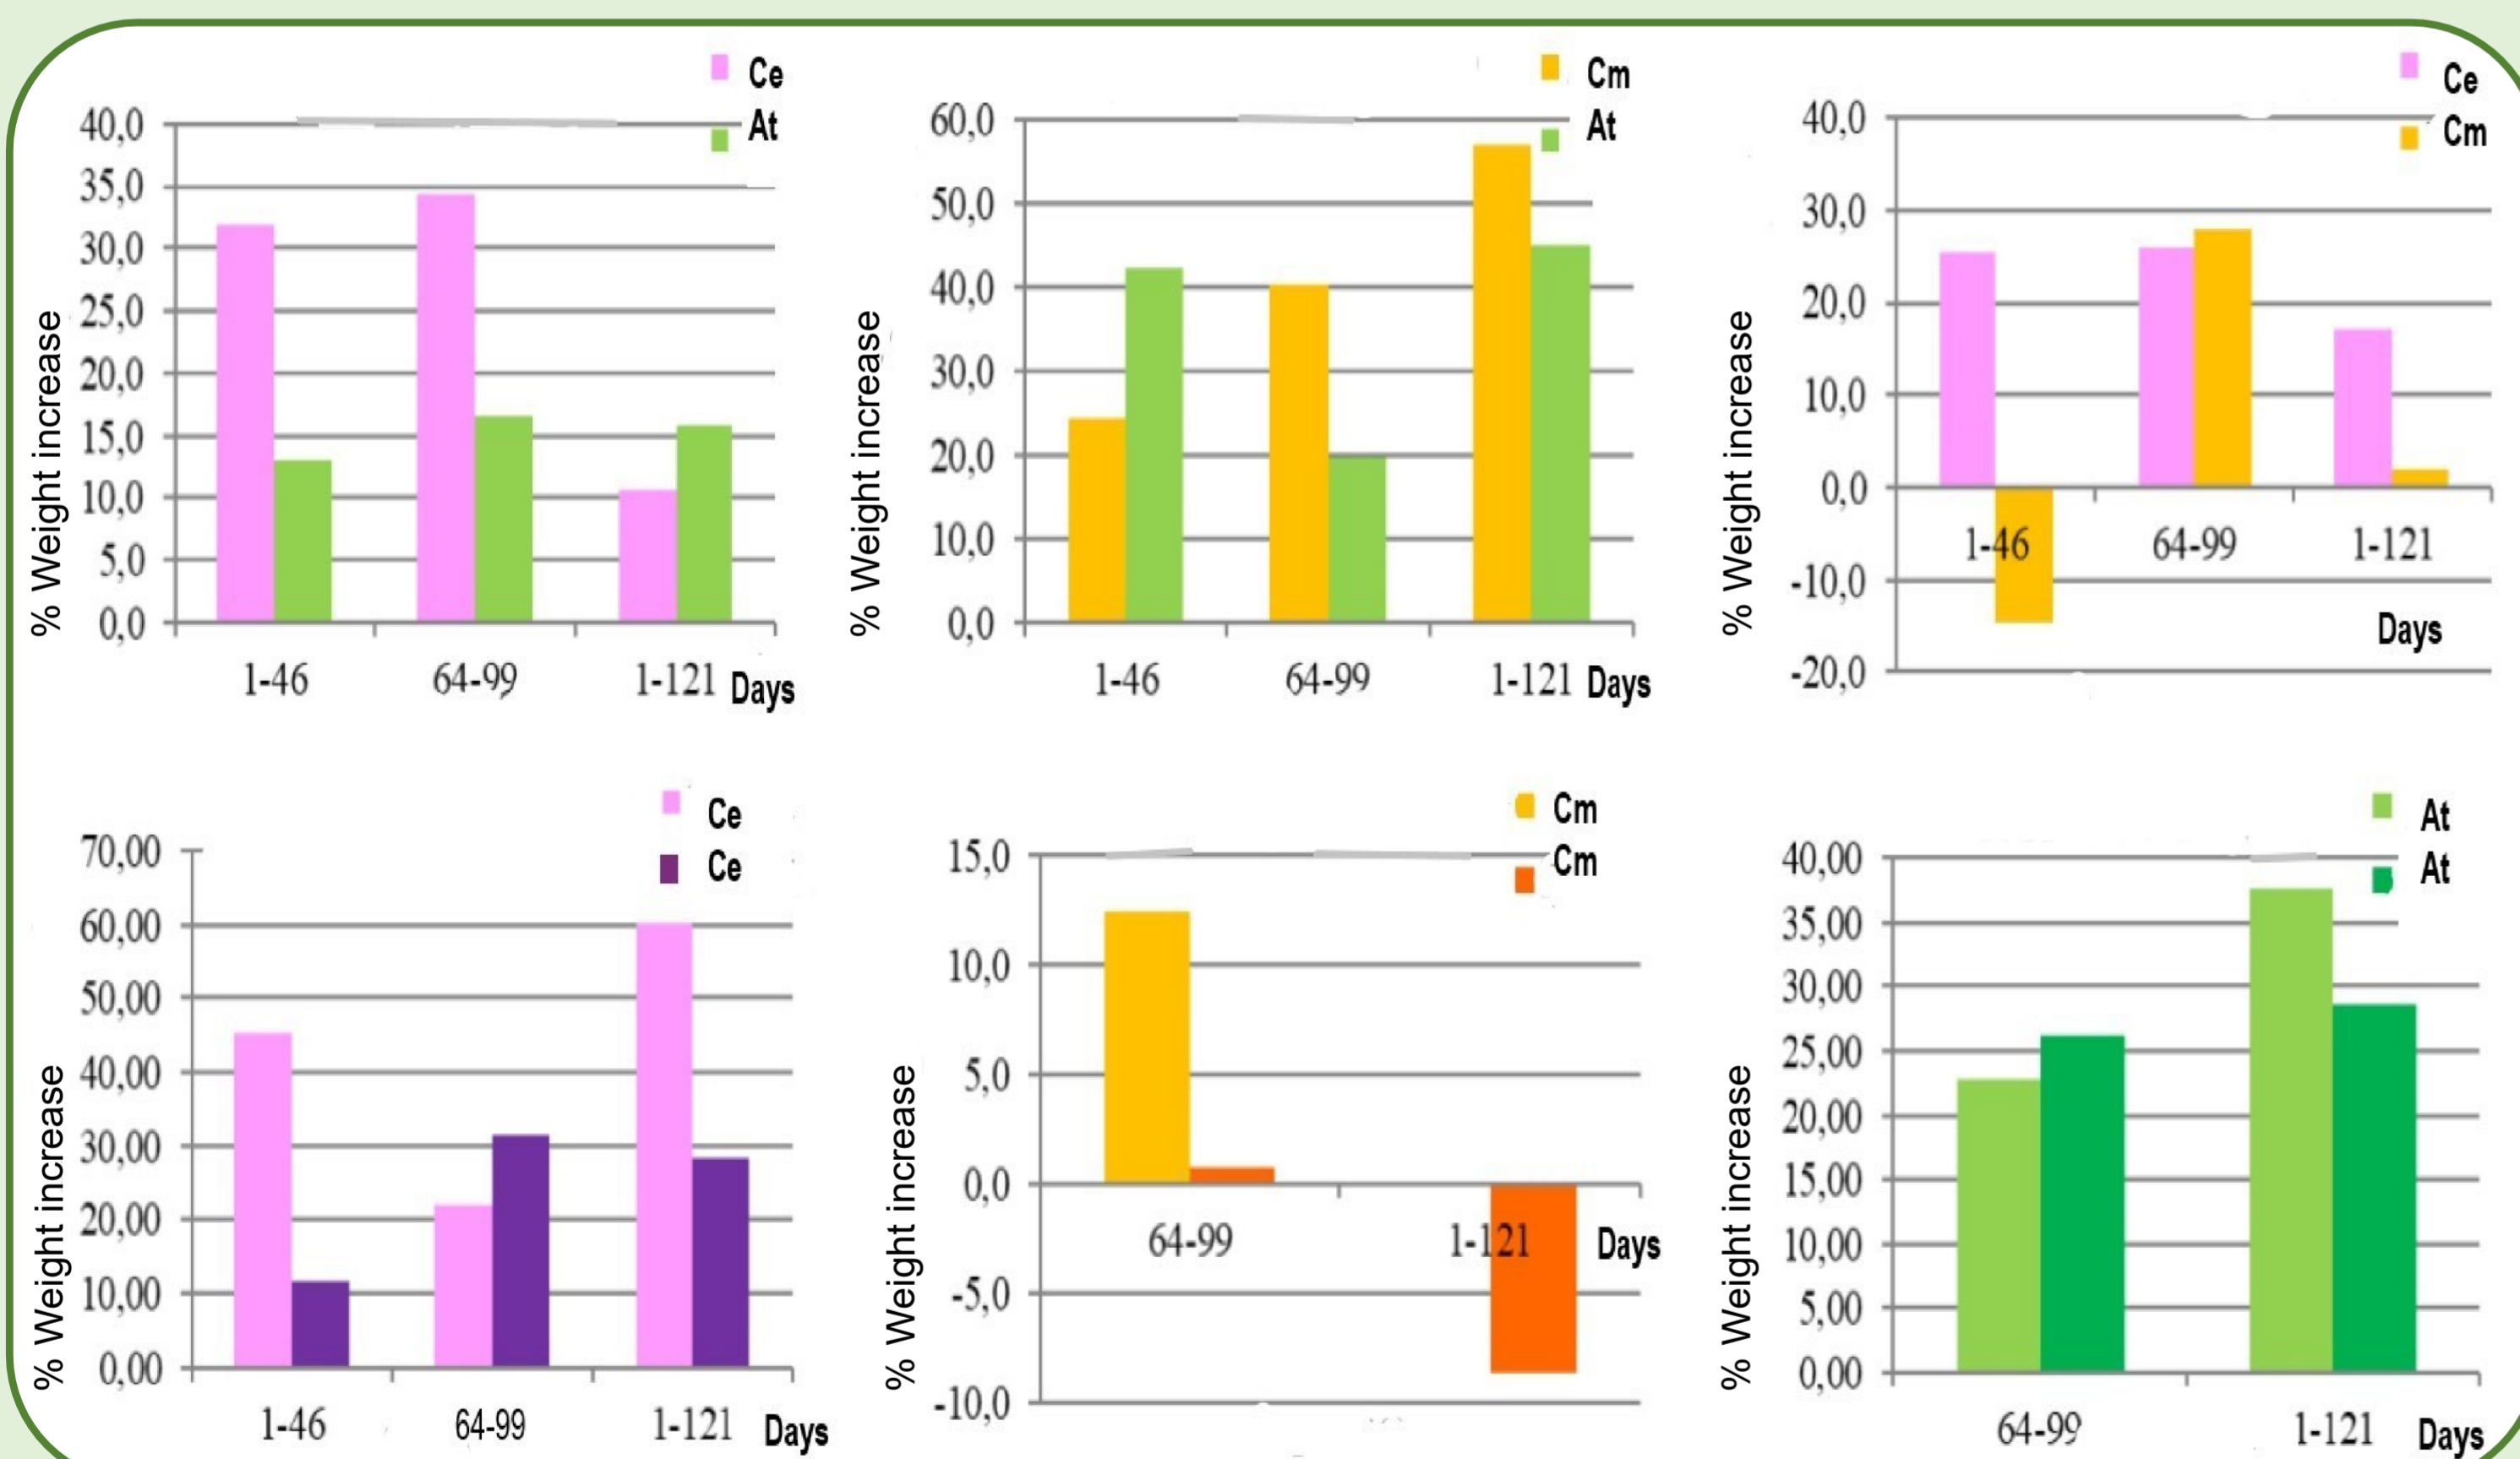 Ce
At
40,0
35,0
30,0
25,0
20,0
15,0
10,0
5,0
0,0
% Weight increase
1-46 64-99 1-121 Days
Cm
At
60,0
50,0
40,0
30,0
20,0
10,0
0,0
% Weight increase
1-46 64-99 1-121 Days
Ce
Cm
40,0
30,0
20,0
10,0
0,0
-10,0
-20,0
% Weight increase
1-46 64-99 1-121
Days
Ce
Ce
70,00
60,00
50,00
40,00
30,00
20,00
10,00
0,00
% Weight increase
1-46 64-99 1-121 Days
Cm
Cm
15,0
10,0
5,0
0,0
-5,0
-10,0
% Weight increase
64-99 1-121 Days
At
At
40,00
35,00
30,00
25,00
20,00
15,00
10,00
5,00
0,00
% Weight increase
64-99 1-121 Days